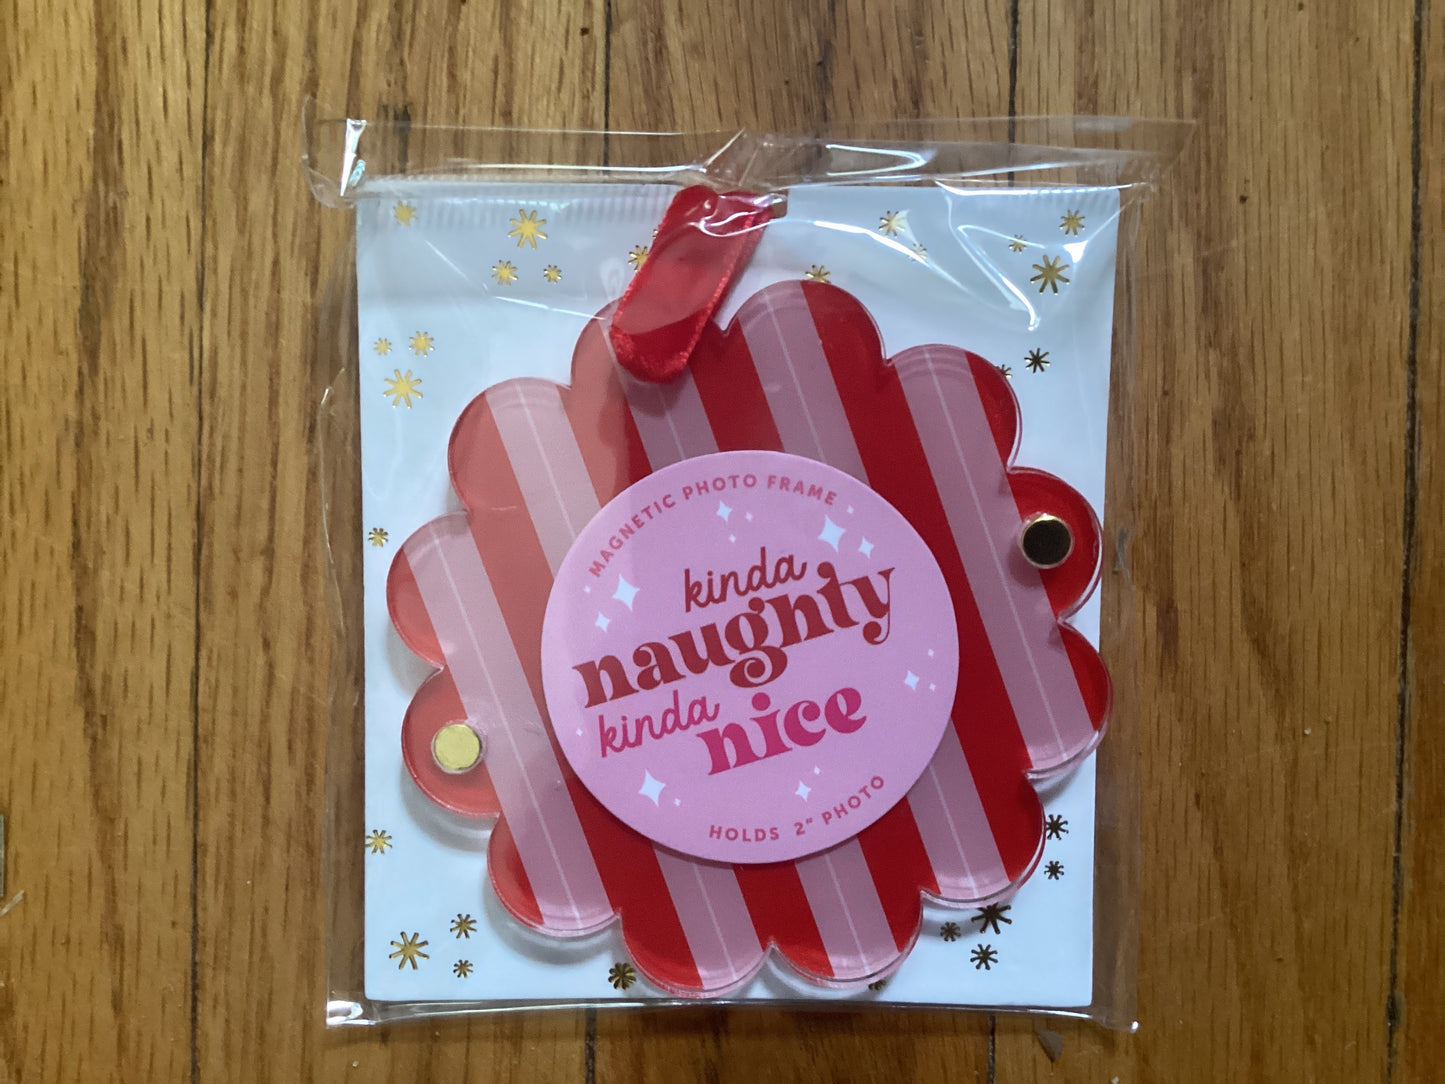 MAGNETIC PHOTO FRAME
kinda
naughty
kinda
nice
HOLDS 2" PHOTO